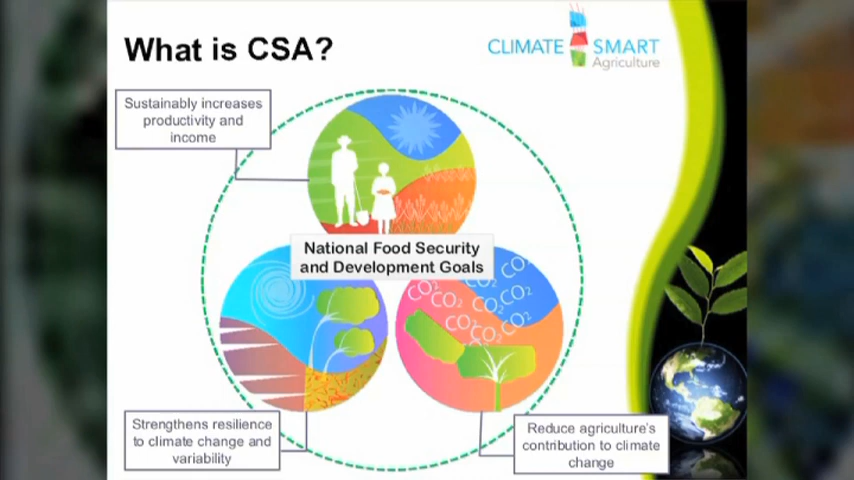 What is CSA?
CLIMATE SMART
Agriculture
Sustainably increases
productivity and
income
National Food Security
and Development Goals
CO2
CO2
CO2 CO2
CO2 CO2 CO2
CO2 CO2
CO2
Strengthens resilience
to climate change and
variability
Reduce agriculture's
contribution to climate
change